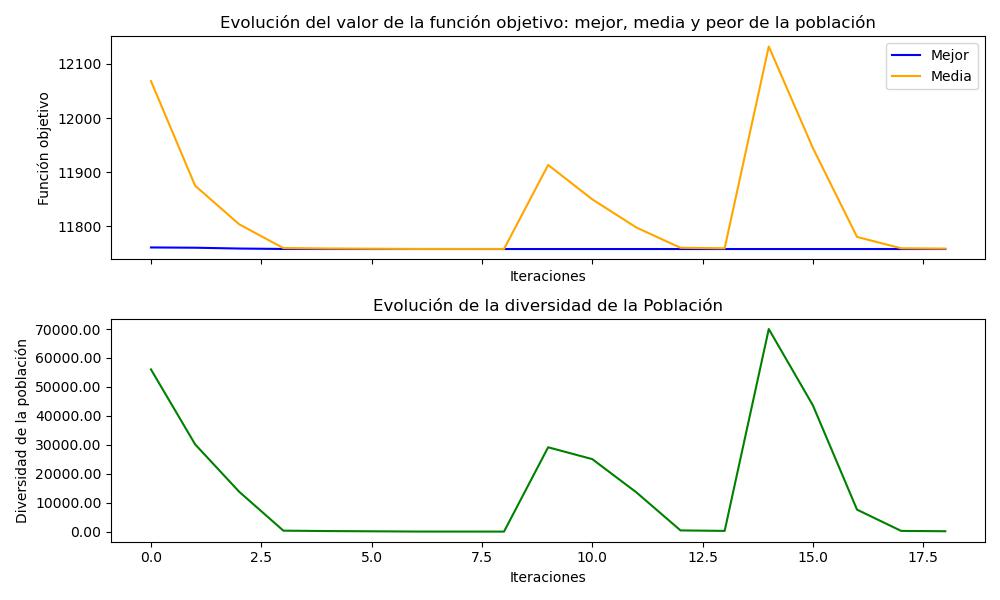 Evolución del valor de la función objetivo: mejor, media y peor de la población
12100
12000
11900
11800
Función objetivo
Mejor
Media
Iteraciones
Evolución de la diversidad de la Población
70000.00
60000.00
50000.00
40000.00
30000.00
20000.00
10000.00
0.00
Diversidad de la población
0.0 2.5 5.0 7.5 10.0 12.5 15.0 17.5
Iteraciones